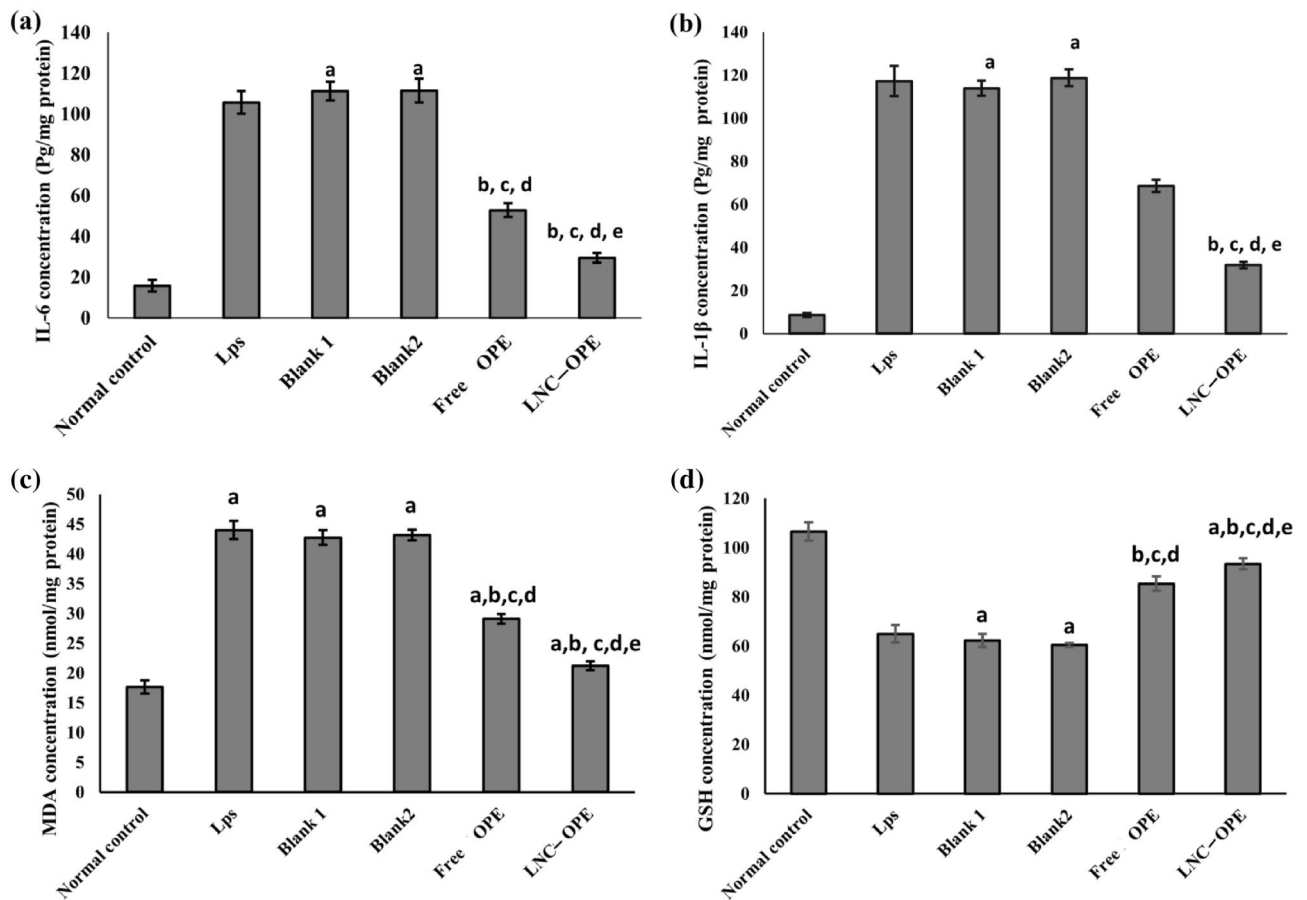 (a)
140
120
100
80
60
40
20
0
IL-6 concentration (Pg/mg protein)
a
a
b, c, d
b, c, d, e
Normal control
Lps
Blank 1
Blank2
Free OPE
LNC–OPE
(b)
140
120
100
80
60
40
20
0
IL-1β concentration (Pg/mg protein)
a
a
b, c, d, e
Normal control
Lps
Blank 1
Blank2
Free OPE
LNC–OPE
(c)
50
45
40
35
30
25
20
15
10
5
0
MDA concentration (nmol/mg protein)
a
a
a
a,b,c,d
a,b, c,d,e
Normal control
Lps
Blank 1
Blank2
Free OPE
LNC– OPE
(d)
120
100
80
60
40
20
0
GSH concentration (nmol/mg protein)
a
a
b,c,d
a,b,c,d,e
Normal control
Lps
Blank 1
Blank2
Free OPE
LNC– OPE